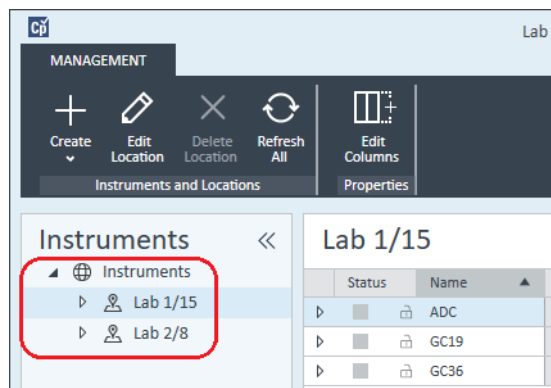 Cp
Lab
MANAGEMENT
Create
Edit Location
Delete Location
Refresh All
Edit Columns
Instruments and Locations
Properties
Instruments
Instruments
Lab 1/15
Lab 2/8
Lab 1/15
Status Name
ADC
GC19
GC36